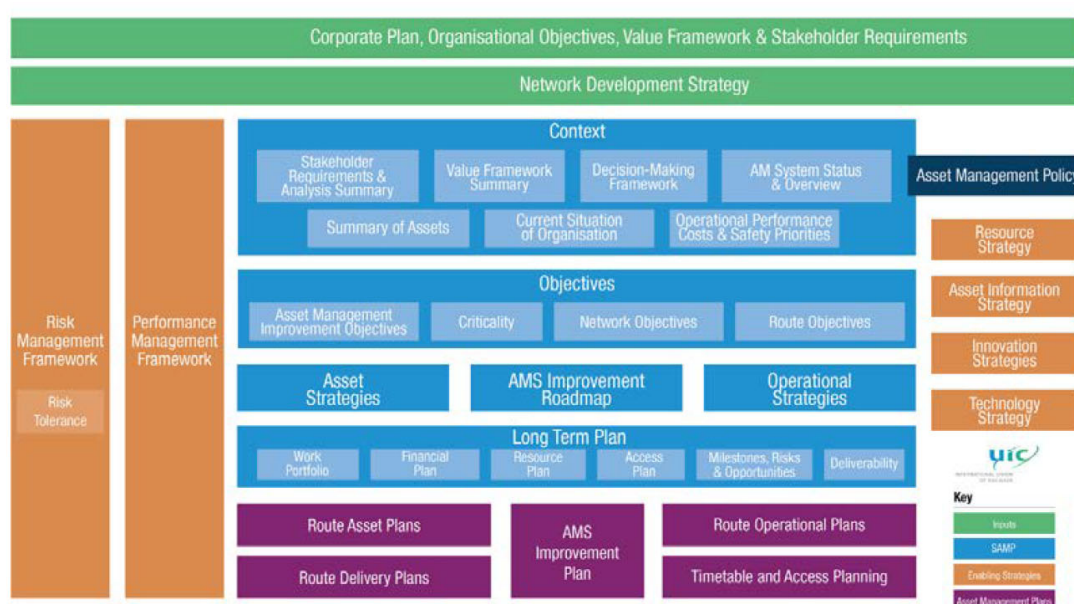 Corporate Plan, Organisational Objectives, Value Framework & Stakeholder Requirements
Network Development Strategy
Risk
Management
Framework
Risk
Tolerance
Performance
Management
Framework
Context
Stakeholder
Requirements &
Analysis Summary
Value Framework
Summary
Decision-Making
Framework
AM System Status
& Overview
Summary of Assets
Current Situation
of Organisation
Operational Performance
Costs & Safety Priorities
Objectives
Asset Management
Improvement Objectives
Criticality
Network Objectives
Route Objectives
Asset
Strategies
AMS Improvement
Roadmap
Operational
Strategies
Long Term Plan
Work
Portfolio
Financial
Plan
Resource
Plan
Access
Plan
Milestones, Risks
& Opportunities
Deliverability
Route Asset Plans
Route Delivery Plans
AMS
Improvement
Plan
Route Operational Plans
Timetable and Access Planning
Asset Management Policy
Resource
Strategy
Asset Information
Strategy
Innovation
Strategies
Technology
Strategy
uic
INTERNATIONAL UNION
OF RAILWAYS
Key
Inputs
SAMP
Enabling Strategies
Asset Management Plans